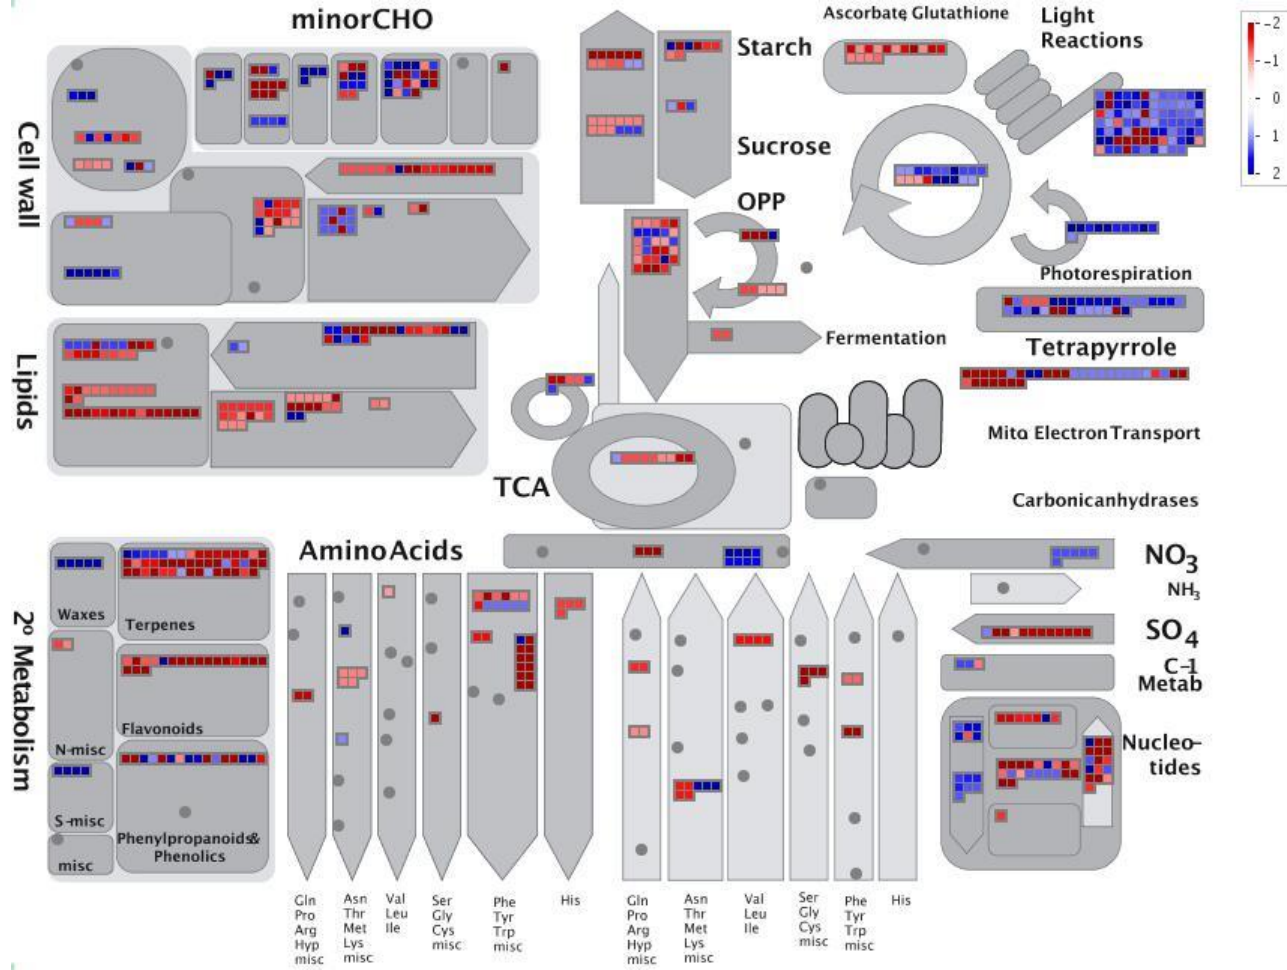 minorCHO
Ascorbate Glutathione
Light
Reactions
-2
-1
0
1
2
Starch
Sucrose
OPP
Cell wall
Photorespiration
Fermentation
Tetrapyrrole
Lipids
Mito Electron Transport
TCA
Carbonicanhydrases
Amino Acids
NO3
NH3
SO4
C-1
Metab
2º Metabolism
Waxes
Terpenes
N-misc
Flavonoids
Nucleo-
tides
S-misc
Phenylpropanoids&
Phenolics
misc
Gln
Pro
Arg
Hyp
misc
Asn
Thr
Met
Lys
misc
Val
Leu
Ile
Ser
Gly
Cys
misc
Phe
Tyr
Trp
misc
His
Gln
Pro
Arg
Hyp
misc
Asn
Thr
Met
Lys
misc
Val
Leu
Ile
Ser
Gly
Cys
misc
Phe
Tyr
Trp
misc
His